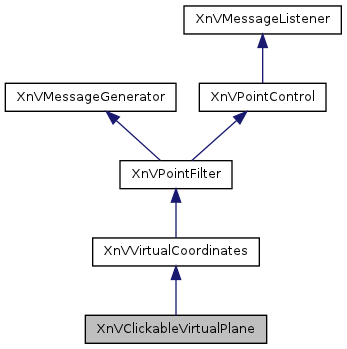 XnVMessageListener
XnVMessageGenerator
XnVPointControl
XnVPointFilter
XnVVirtualCoordinates
XnVClickableVirtualPlane